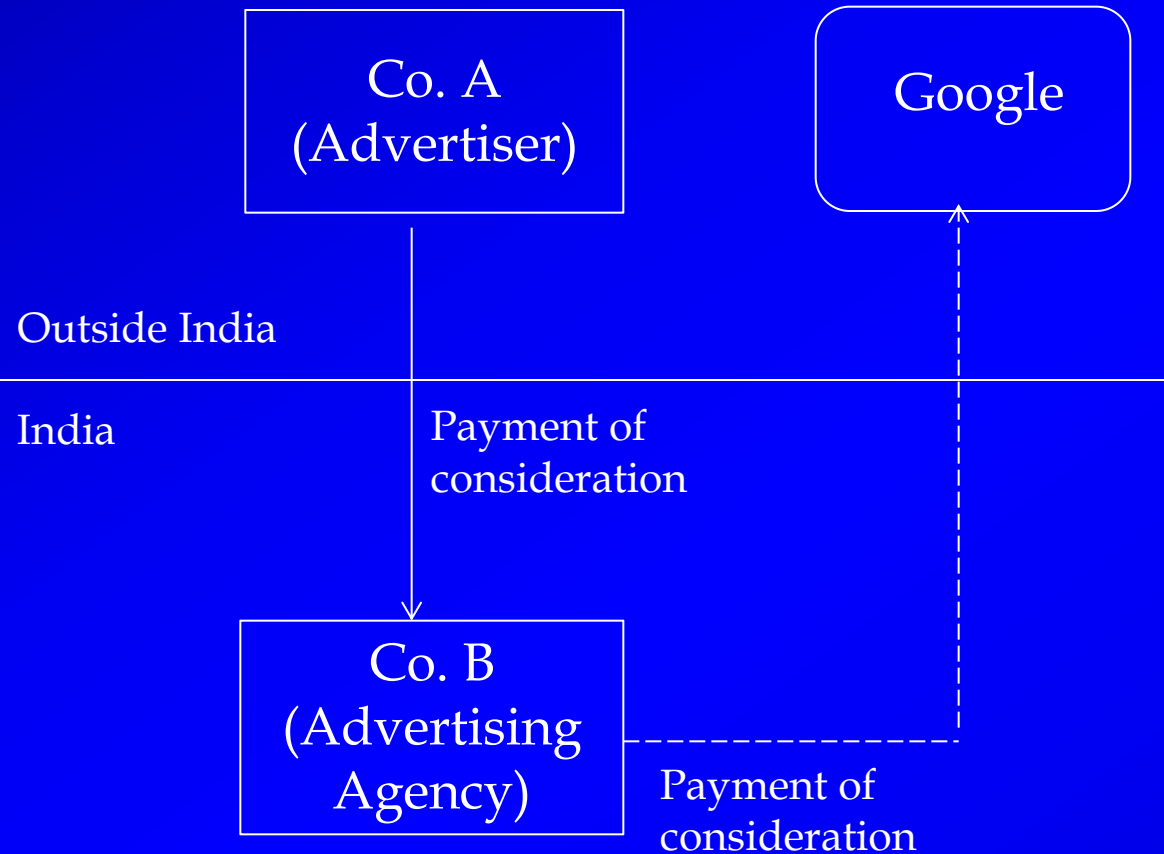 Co. A
(Advertiser)
Google
Outside India
India
Payment of
consideration
Co. B
(Advertising
Agency)
Payment of
consideration